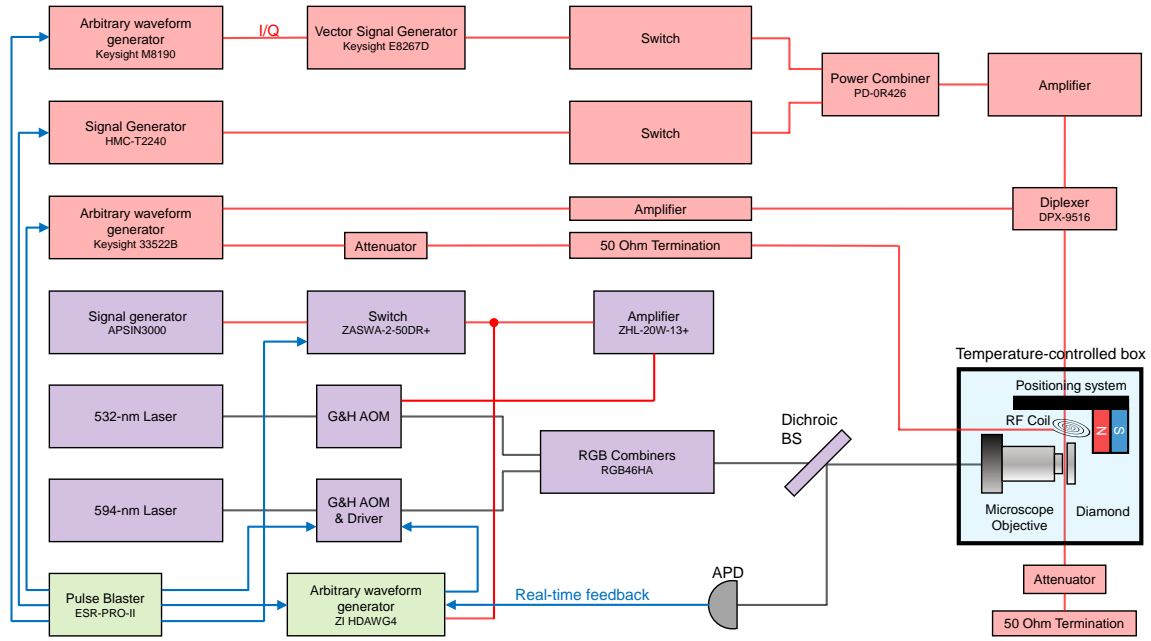 Arbitrary waveform
generator
Keysight M8190
I/Q
Vector Signal Generator
Keysight E8267D
Switch
Power Combiner
PD-0R426
Amplifier
Signal Generator
HMC-T2240
Switch
Arbitrary waveform
generator
Keysight 33522B
Amplifier
Diplexer
DPX-9516
Attenuator
50 Ohm Termination
Signal generator
APSIN3000
Switch
ZASWA-2-50DR+
Amplifier
ZHL-20W-13+
Temperature-controlled box
Positioning system
RF Coil
N
S
Microscope
Objective
Diamond
532-nm Laser
G&H AOM
Dichroic
BS
RGB Combiners
RGB46HA
594-nm Laser
G&H AOM
& Driver
Pulse Blaster
ESR-PRO-II
Arbitrary waveform
generator
ZI HDAWG4
Real-time feedback
APD
Attenuator
50 Ohm Termination